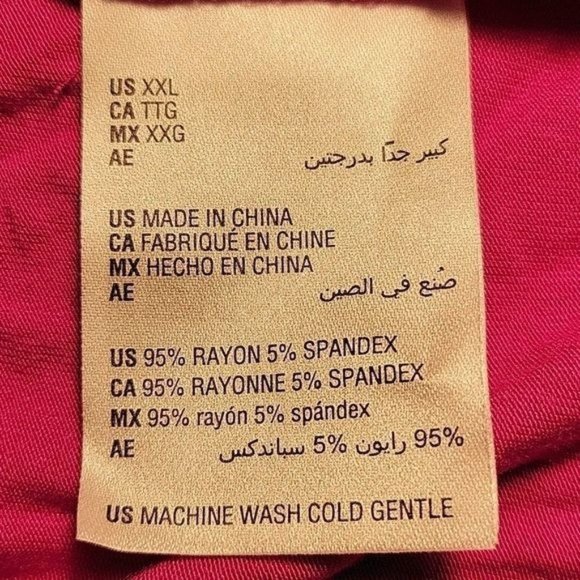 US XXL
CA TTG
MX XXG
AE كبير جدًا بدرجتين
US MADE IN CHINA
CA FABRIQUÉ EN CHINE
MX HECHO EN CHINA
AE صُنع في الصين
US 95% RAYON 5% SPANDEX
CA 95% RAYONNE 5% SPANDEX
MX 95% rayón 5% spándex
AE 95% رايون 5% سباندكس
US MACHINE WASH COLD GENTLE